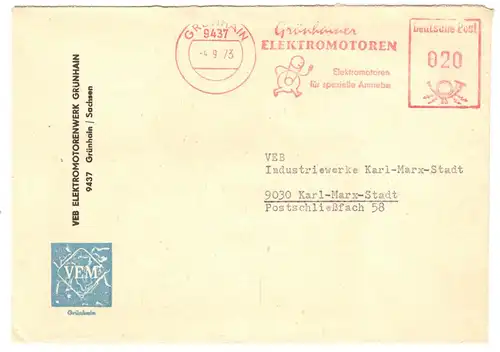 GRÜNHAIN
9437
-4.9.73
Grünhainer
ELEKTROMOTOREN
Elektromotoren
für spezielle Antriebe
Deutsche Post
020
VEB ELEKTROMOTORENWERK GRÜNHAIN
9437 Grünhain / Sachsen
VEB
Industriewerke Karl-Marx-Stadt
9030 Karl-Marx-Stadt
Postschließfach 58
VEM
Grünhain